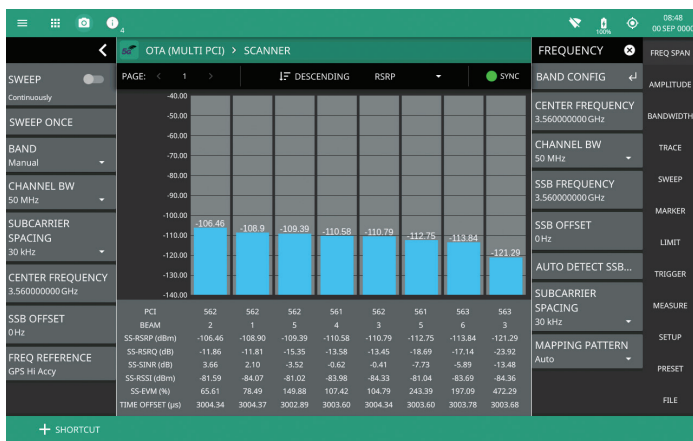 4
100%
08:48
00 SEP 0000
SWEEP
Continuously
SWEEP ONCE
BAND
Manual
CHANNEL BW
50 MHz
SUBCARRIER
SPACING
30 kHz
CENTER FREQUENCY
3.560000000 GHz
SSB OFFSET
0 Hz
FREQ REFERENCE
GPS Hi Accy
5G OTA (MULTI PCI) > SCANNER
PAGE: < 1 > DESCENDING RSRP SYNC
-40.00
-50.00
-60.00
-70.00
-80.00
-90.00
-100.00
-110.00
-120.00
-130.00
-140.00
-106.46 -108.9 -109.39 -110.58 -110.79 -112.75 -113.84 -121.29
PCI 562 562 562 561 561 561 563 563
BEAM 2 1 5 4 3 5 6 3
SS-RSRP (dBm) -106.46 -108.90 -109.39 -110.58 -110.79 -112.75 -113.84 -121.29
SS-RSRQ (dB) -11.86 -11.81 -15.35 -13.58 -13.45 -18.69 -17.14 -23.92
SS-SINR (dB) 3.66 2.10 -3.52 -0.62 -0.41 -7.73 -5.89 -13.48
SS-RSSI (dBm) -81.59 -84.07 -81.02 -83.98 -84.33 -81.04 -83.69 -84.36
SS-EVM (%) 65.61 78.49 149.88 107.42 104.79 243.39 197.09 472.29
TIME OFFSET (µs) 3004.34 3004.37 3002.89 3003.60 3004.34 3003.60 3003.78 3003.68
FREQUENCY
BAND CONFIG
CENTER FREQUENCY
3.560000000 GHz
CHANNEL BW
50 MHz
SSB FREQUENCY
3.560000000 GHz
SSB OFFSET
0 Hz
AUTO DETECT SSB...
SUBCARRIER
SPACING
30 kHz
MAPPING PATTERN
Auto
FREQ SPAN
AMPLITUDE
BANDWIDTH
TRACE
SWEEP
MARKER
LIMIT
TRIGGER
MEASURE
SETUP
PRESET
FILE
+ SHORTCUT